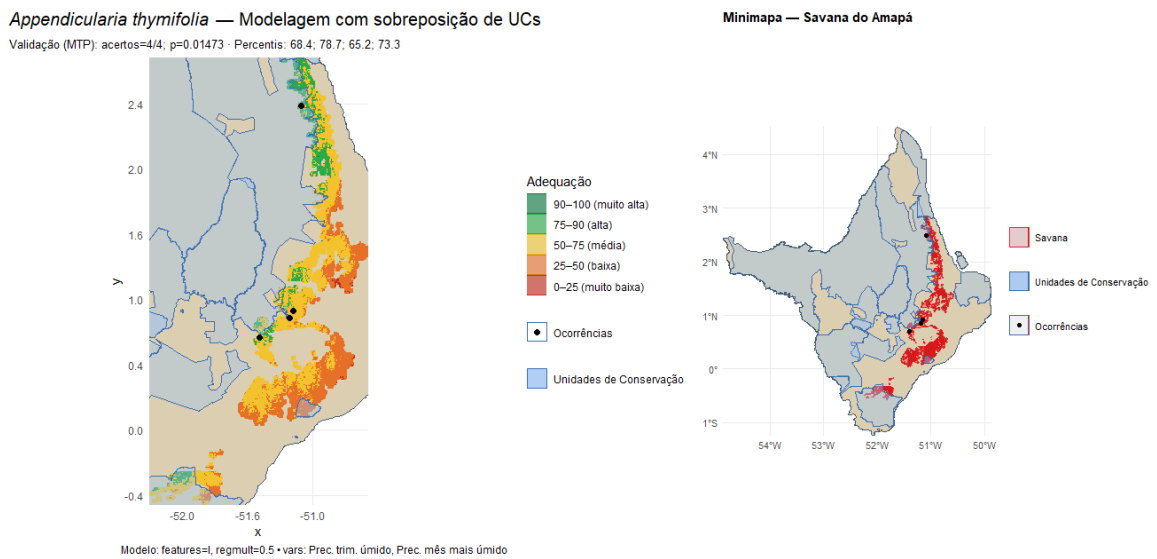 Appendicularia thymifolia — Modelagem com sobreposição de UCs
Validação (MTP): acertos=4/4; p=0.01473 · Percentis: 68.4; 78.7; 65.2; 73.3
2.4
2.0
1.6
1.0
0.4
0.0
-0.4
y
-52.0
-51.6
-51.0
x
Modelo: features=l, regmult=0.5 • vars: Prec. trim. úmido, Prec. mês mais úmido
Adequação
90–100 (muito alta)
75–90 (alta)
50–75 (média)
25–50 (baixa)
0–25 (muito baixa)
Ocorrências
Unidades de Conservação
Minimapa — Savana do Amapá
4°N
3°N
2°N
1°N
0°
1°S
54°W
53°W
52°W
51°W
50°W
Savana
Unidades de Conservação
Ocorrências